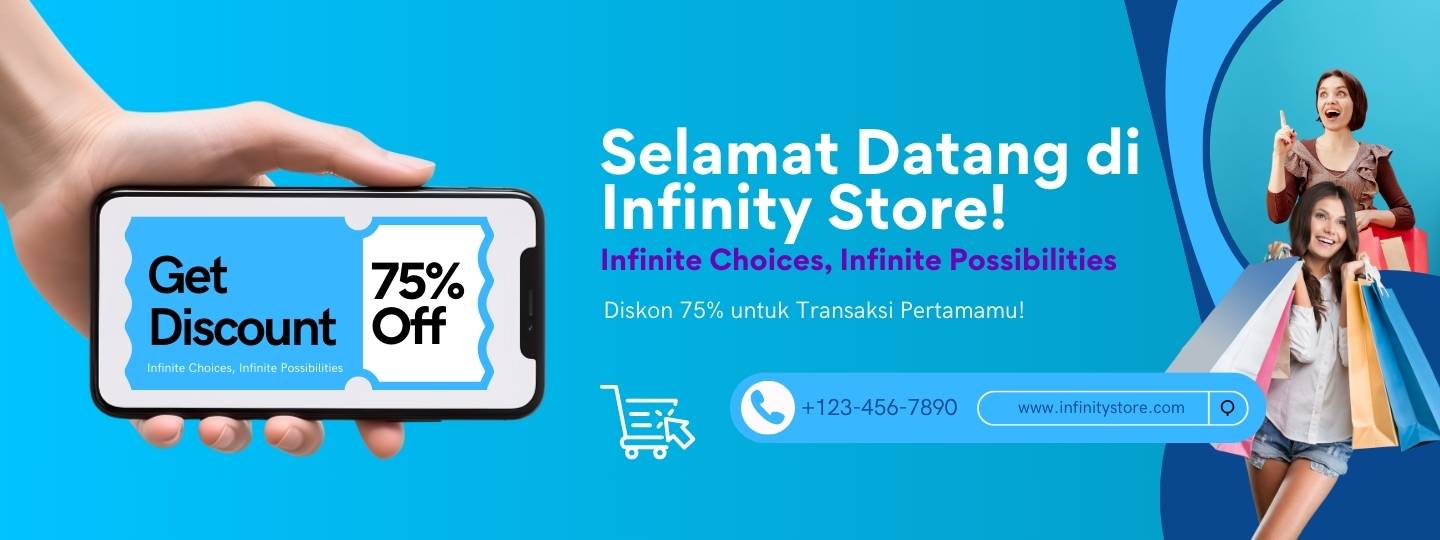 Get
Discount
Infinite Choices, Infinite Possibilities
75%
Off
Selamat Datang di
Infinity Store!
Infinite Choices, Infinite Possibilities
Diskon 75% untuk Transaksi Pertamamu!
+123-456-7890
www.infinitystore.com